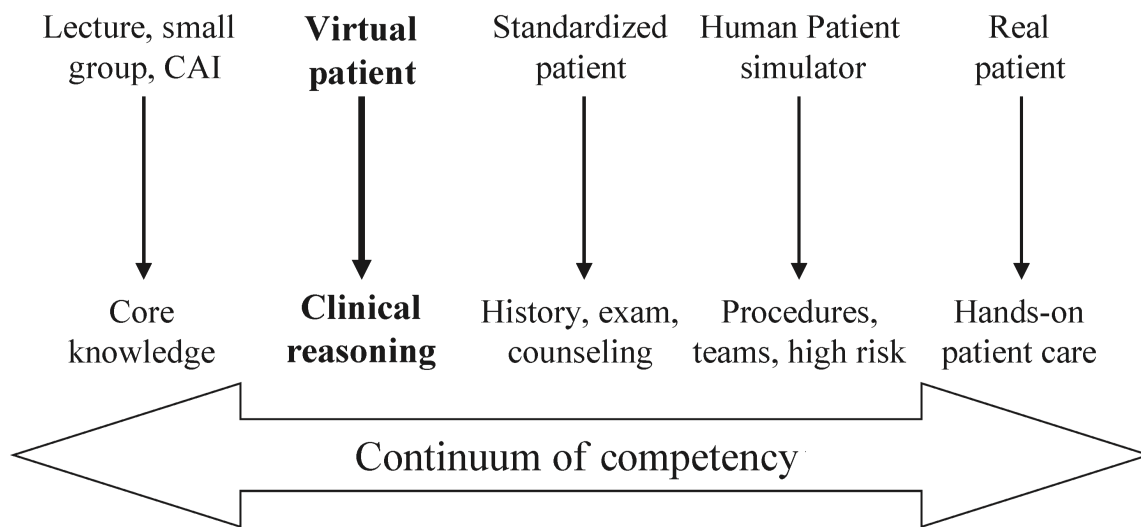 Lecture, small
group, CAI
Virtual
patient
Standardized
patient
Human Patient
simulator
Real
patient
Core
knowledge
Clinical
reasoning
History, exam,
counseling
Procedures,
teams, high risk
Hands-on
patient care
Continuum of competency